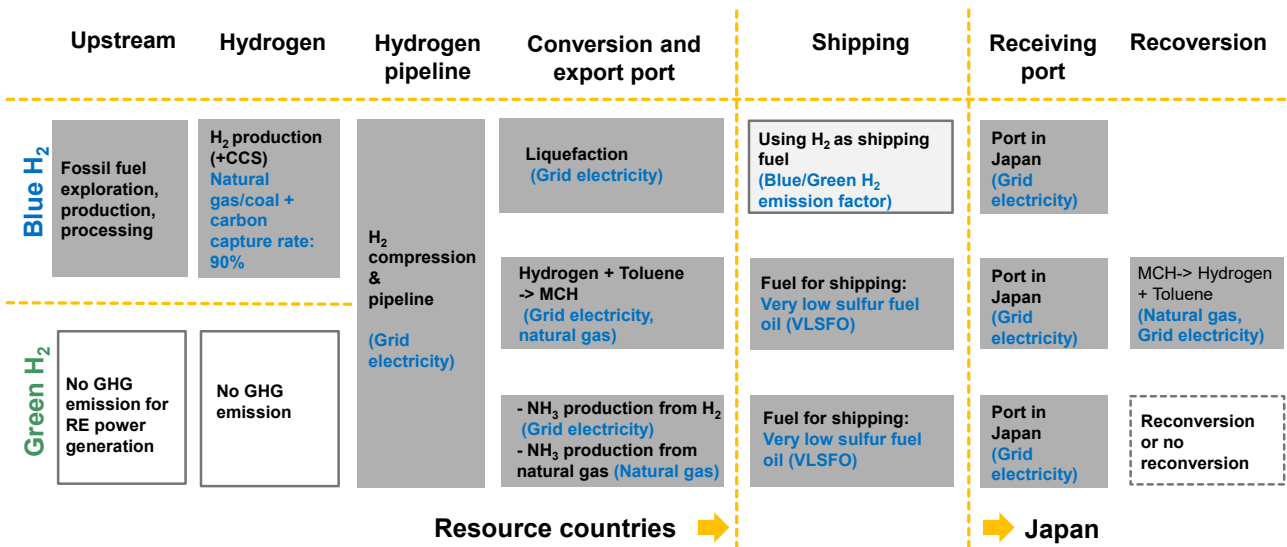 Upstream
Hydrogen
Hydrogen
pipeline
Conversion and
export port
Shipping
Receiving
port
Recoversion
Blue H2
Fossil fuel
exploration,
production,
processing
H2 production
(+CCS)
Natural
gas/coal +
carbon
capture rate:
90%
H2
compression
&
pipeline
(Grid
electricity)
Liquefaction
(Grid electricity)
Using H2 as shipping
fuel
(Blue/Green H2
emission factor)
Port in
Japan
(Grid
electricity)
Hydrogen + Toluene
-> MCH
(Grid electricity,
natural gas)
Fuel for shipping:
Very low sulfur fuel
oil (VLSFO)
Port in
Japan
(Grid
electricity)
MCH-> Hydrogen
+ Toluene
(Natural gas,
Grid electricity)
Green H2
No GHG
emission for
RE power
generation
No GHG
emission
- NH3 production from H2
(Grid electricity)
- NH3 production from
natural gas (Natural gas)
Fuel for shipping:
Very low sulfur fuel
oil (VLSFO)
Port in
Japan
(Grid
electricity)
Reconversion
or no
reconversion
Resource countries
Japan